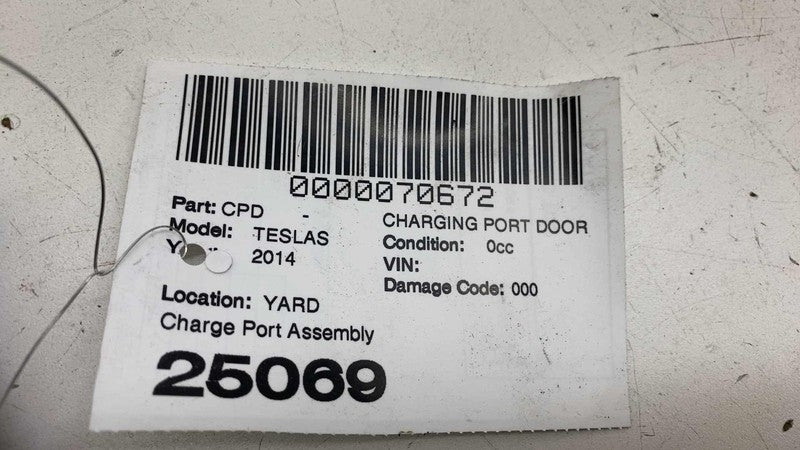 0000070672
Part: CPD - CHARGING PORT DOOR
Model: TESLAS Condition: 0cc
2014 VIN:
Damage Code: 000
Location: YARD
Charge Port Assembly
25069